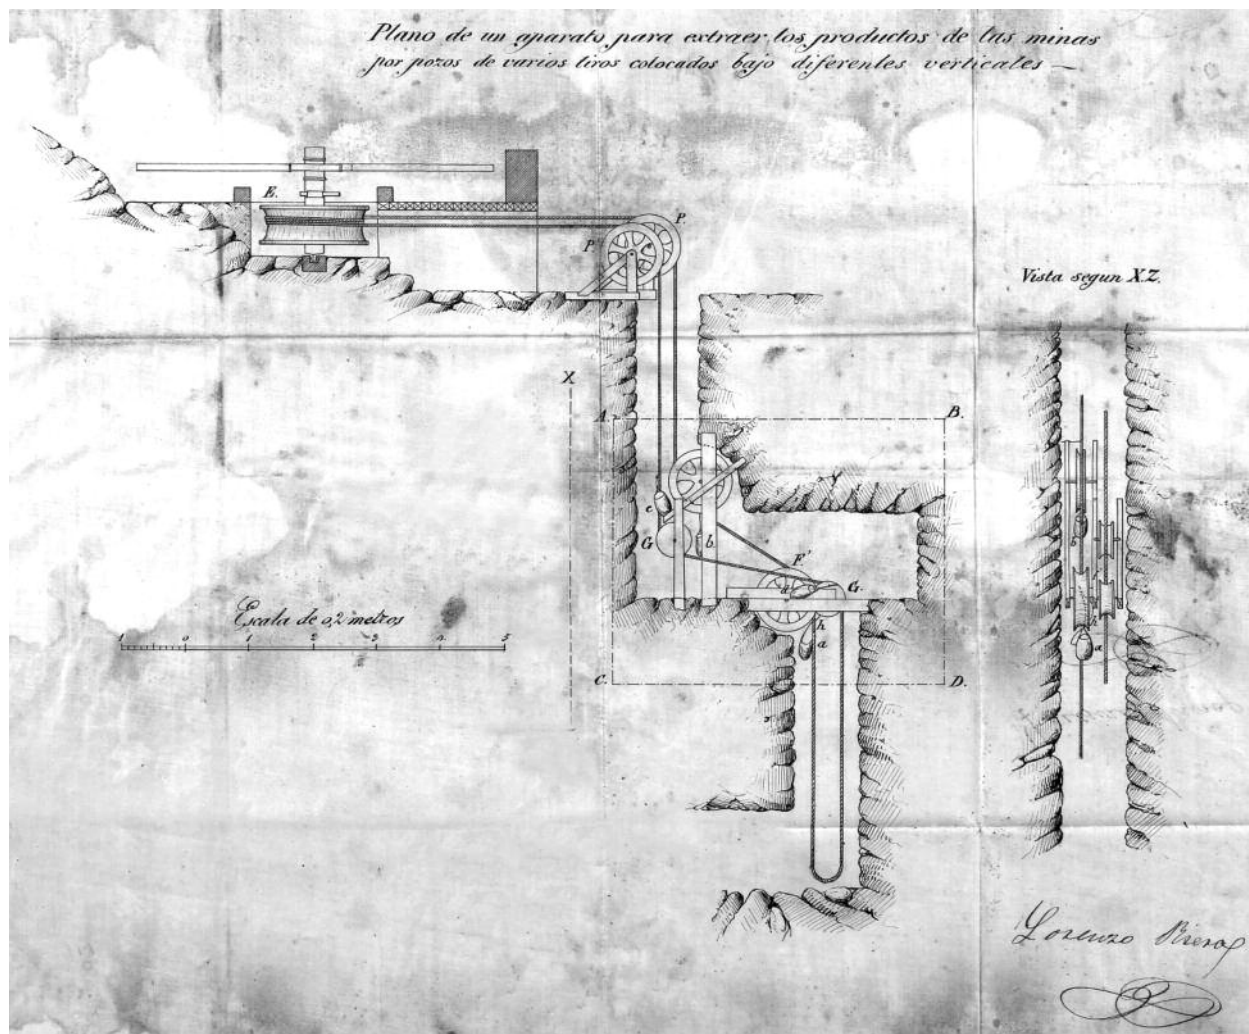 Plano de un aparato para extraer los productos de las minas
por pozos de varios tiros colocados bajo diferentes verticales —
E.
P.
P
Vista segun X.Z.
X
A.
B.
c
G
b
F'
G.
d
h
a
Escala de 0,2 metros
1 0 1 2 3 4 5
C.
D.
b
h
a
Lorenzo